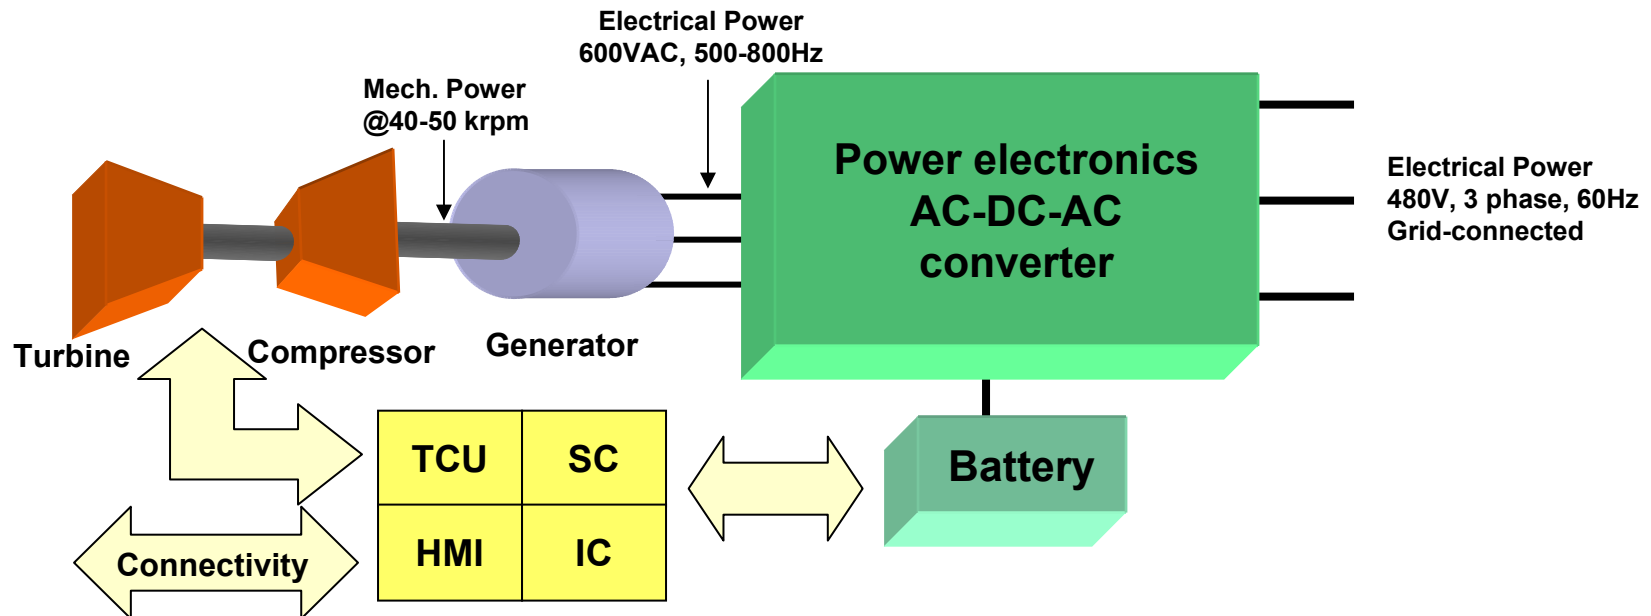 Electrical Power
600VAC, 500-800Hz
Mech. Power
@40-50 krpm
Power electronics
AC-DC-AC
converter
Electrical Power
480V, 3 phase, 60Hz
Grid-connected
Turbine
Compressor
Generator
TCU
SC
Battery
HMI
IC
Connectivity